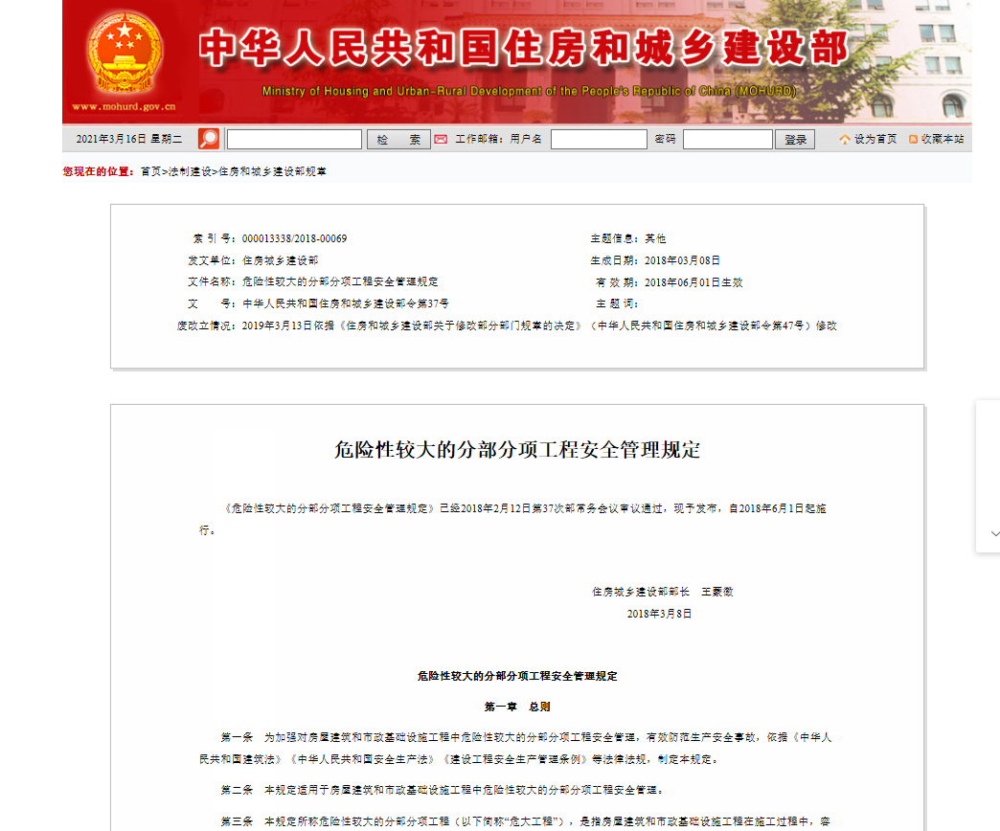 中华人民共和国住房和城乡建设部
www.mohurd.gov.cn
Ministry of Housing and Urban-Rural Development of the People's Republic of China (MOHURD)
2021年3月16日 星期二 检 索 工作邮箱：用户名 密码 登录 设为首页 收藏本站
您现在的位置：首页>法制建设>住房和城乡建设部规章
索 引 号：000013338/2018-00069 主题信息：其他
发文单位：住房城乡建设部 生成日期：2018年03月08日
文件名称：危险性较大的分部分项工程安全管理规定 有 效 期：2018年06月01日生效
文 号：中华人民共和国住房和城乡建设部令第37号 主 题 词：
废改立情况：2019年3月13日依据《住房和城乡建设部关于修改部分部门规章的决定》（中华人民共和国住房和城乡建设部令第47号）修改
危险性较大的分部分项工程安全管理规定
《危险性较大的分部分项工程安全管理规定》已经2018年2月12日第37次部常务会议审议通过，现予发布，自2018年6月1日起施
行。
住房城乡建设部部长 王蒙徽
2018年3月8日
危险性较大的分部分项工程安全管理规定
第一章 总则
第一条 为加强对房屋建筑和市政基础设施工程中危险性较大的分部分项工程安全管理，有效防范生产安全事故，依据《中华人
民共和国建筑法》《中华人民共和国安全生产法》《建设工程安全生产管理条例》等法律法规，制定本规定。
第二条 本规定适用于房屋建筑和市政基础设施工程中危险性较大的分部分项工程安全管理。
第三条 本规定所称危险性较大的分部分项工程（以下简称“危大工程”），是指房屋建筑和市政基础设施工程在施工过程中，容